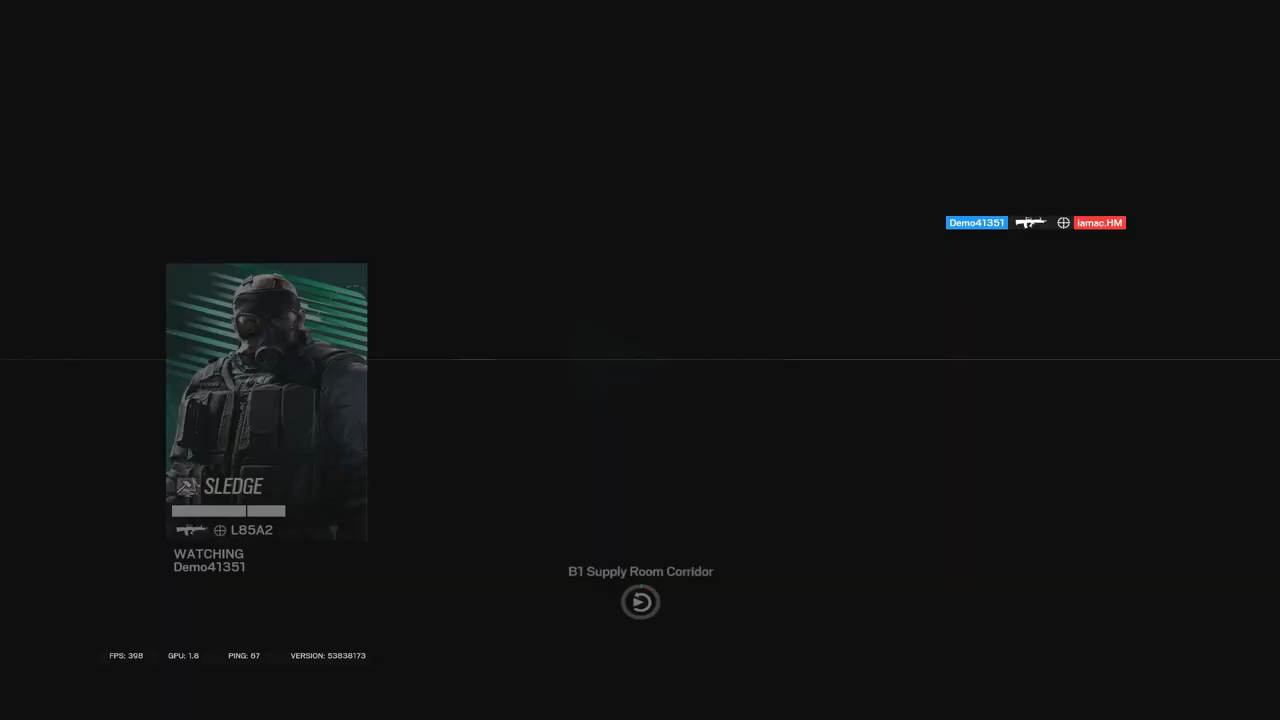 Demo41351 iamac.HM
SLEDGE
L85A2
WATCHING
Demo41351
B1 Supply Room Corridor
FPS: 398 GPU: 1.8 PING: 67 VERSION: 53838173